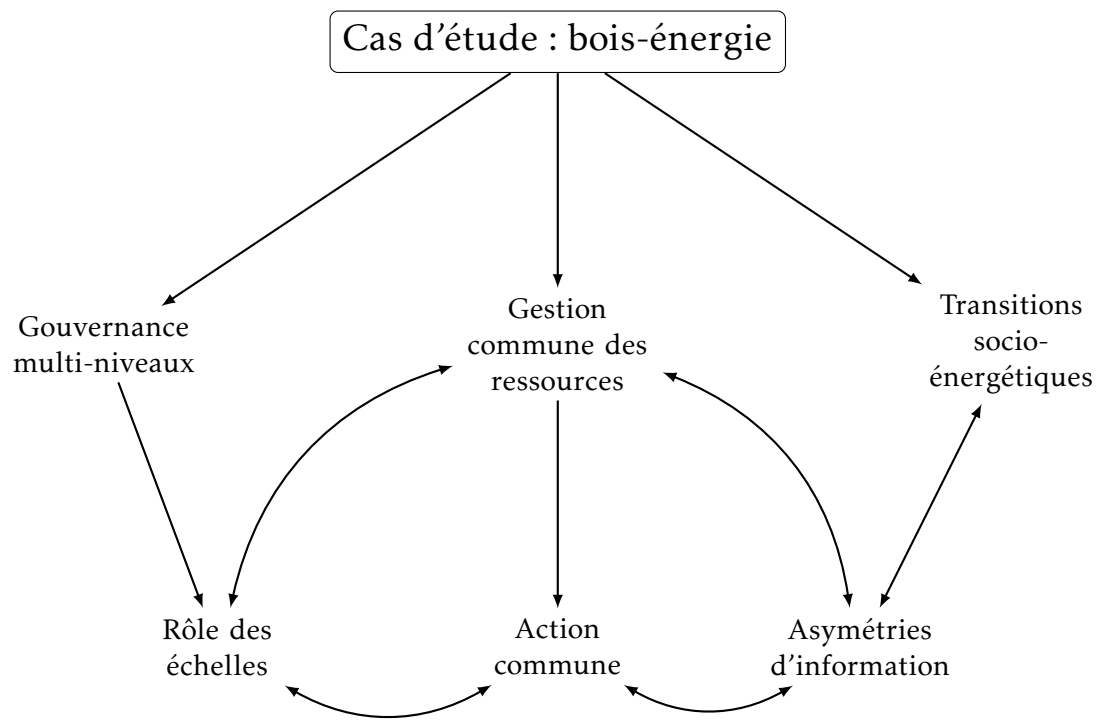 Cas d'étude : bois-énergie
Gouvernance
multi-niveaux
Gestion
commune des
ressources
Transitions
socio-
énergétiques
Rôle des
échelles
Action
commune
Asymétries
d'information